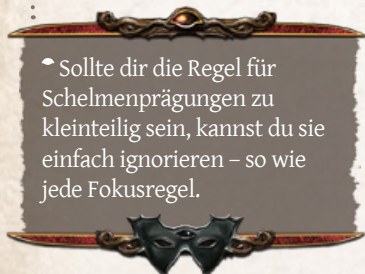 Sollte dir die Regel für
Schelmenprägungen zu
kleinteilig sein, kannst du sie
einfach ignorieren – so wie
jede Fokusregel.